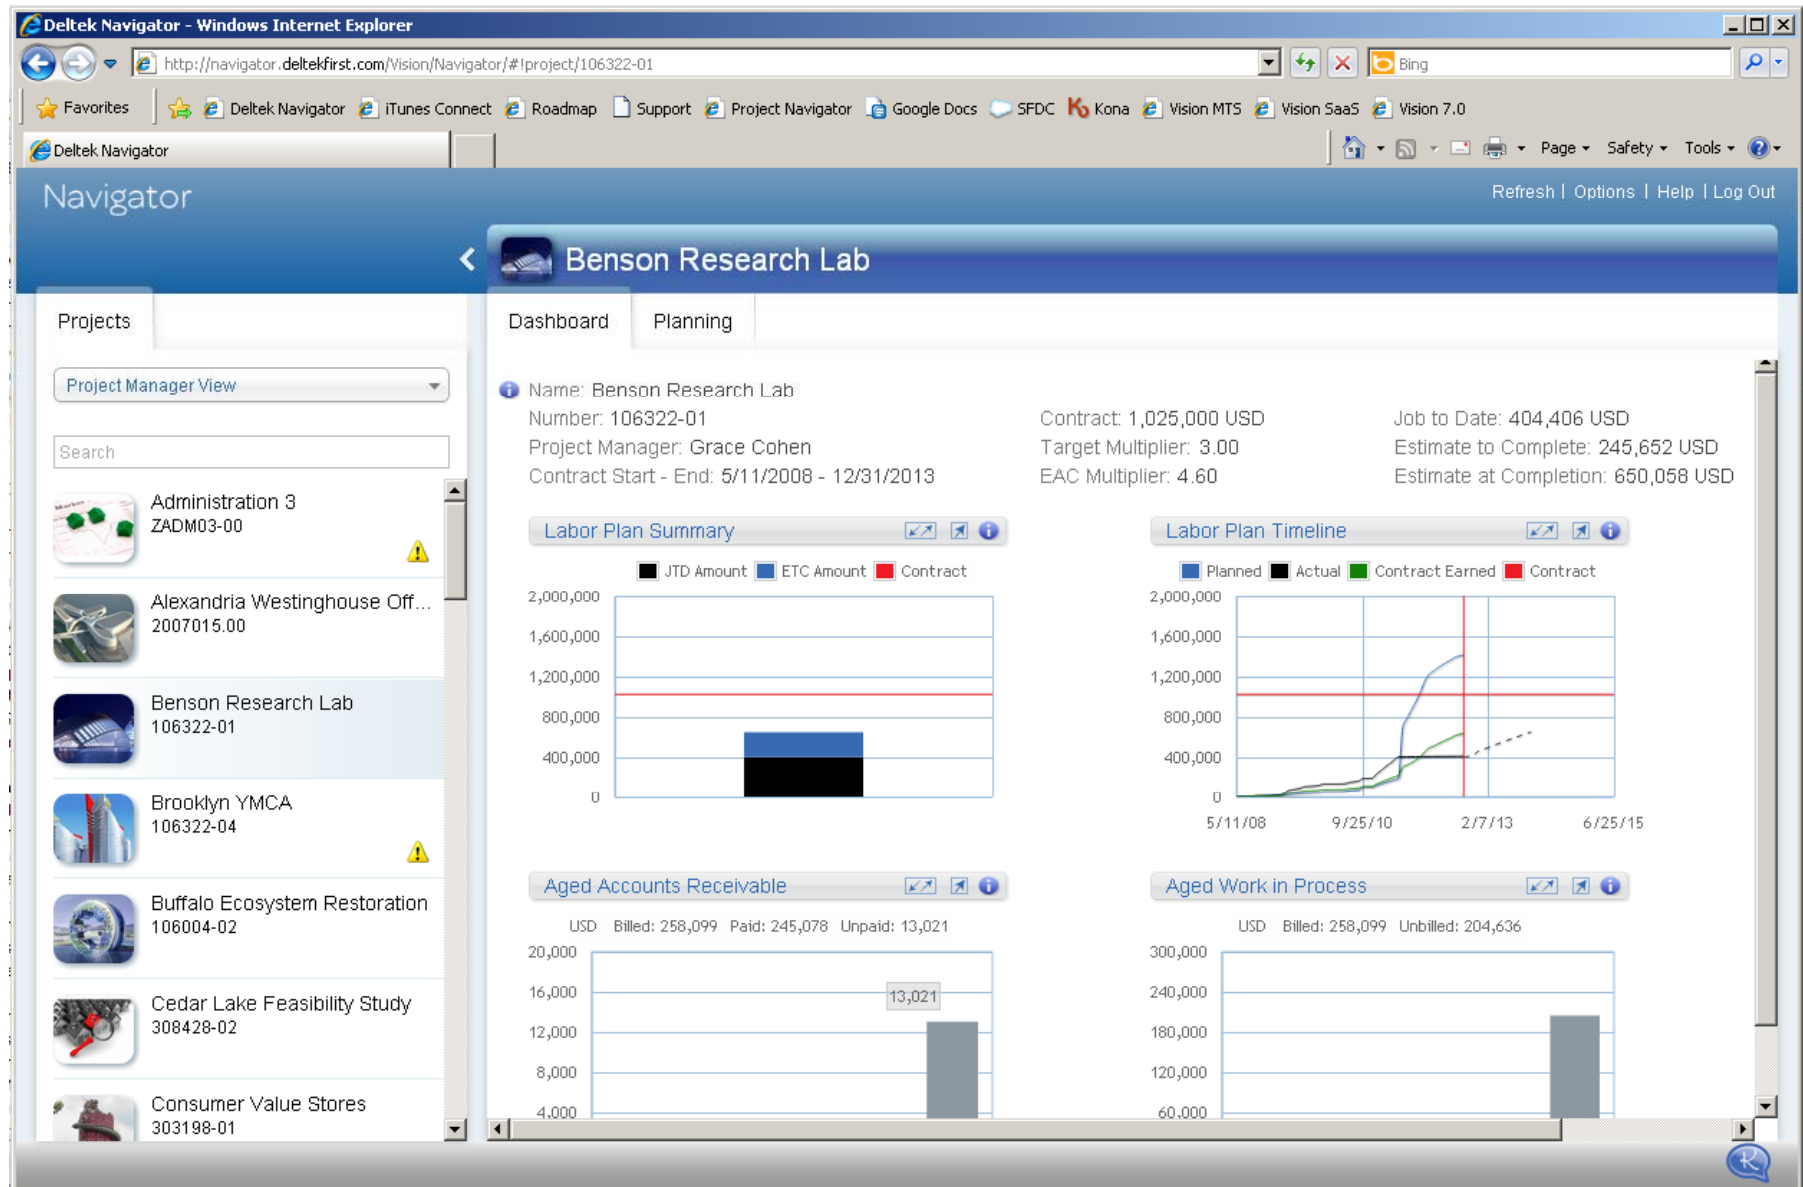 Deltek Navigator - Windows Internet Explorer
http://navigator.deltekfirst.com/Vision/Navigator/#!project/106322-01
Bing
Favorites Deltek Navigator iTunes Connect Roadmap Support Project Navigator Google Docs SFDC Kona Vision MTS Vision SaaS Vision 7.0
Deltek Navigator
Page Safety Tools
Navigator
Refresh | Options | Help | Log Out
Benson Research Lab
Projects
Project Manager View
Search
Administration 3
ZADM03-00
Alexandria Westinghouse Off...
2007015.00
Benson Research Lab
106322-01
Brooklyn YMCA
106322-04
Buffalo Ecosystem Restoration
106004-02
Cedar Lake Feasibility Study
308428-02
Consumer Value Stores
303198-01
Dashboard Planning
Name: Benson Research Lab
Number: 106322-01 Contract: 1,025,000 USD Job to Date: 404,406 USD
Project Manager: Grace Cohen Target Multiplier: 3.00 Estimate to Complete: 245,652 USD
Contract Start - End: 5/11/2008 - 12/31/2013 EAC Multiplier: 4.60 Estimate at Completion: 650,058 USD
Labor Plan Summary
JTD Amount ETC Amount Contract
2,000,000
1,600,000
1,200,000
800,000
400,000
0
Labor Plan Timeline
Planned Actual Contract Earned Contract
2,000,000
1,600,000
1,200,000
800,000
400,000
0
5/11/08 9/25/10 2/7/13 6/25/15
Aged Accounts Receivable
USD Billed: 258,099 Paid: 245,078 Unpaid: 13,021
20,000
16,000
13,021
12,000
8,000
4,000
Aged Work in Process
USD Billed: 258,099 Unbilled: 204,636
300,000
240,000
180,000
120,000
60,000
K